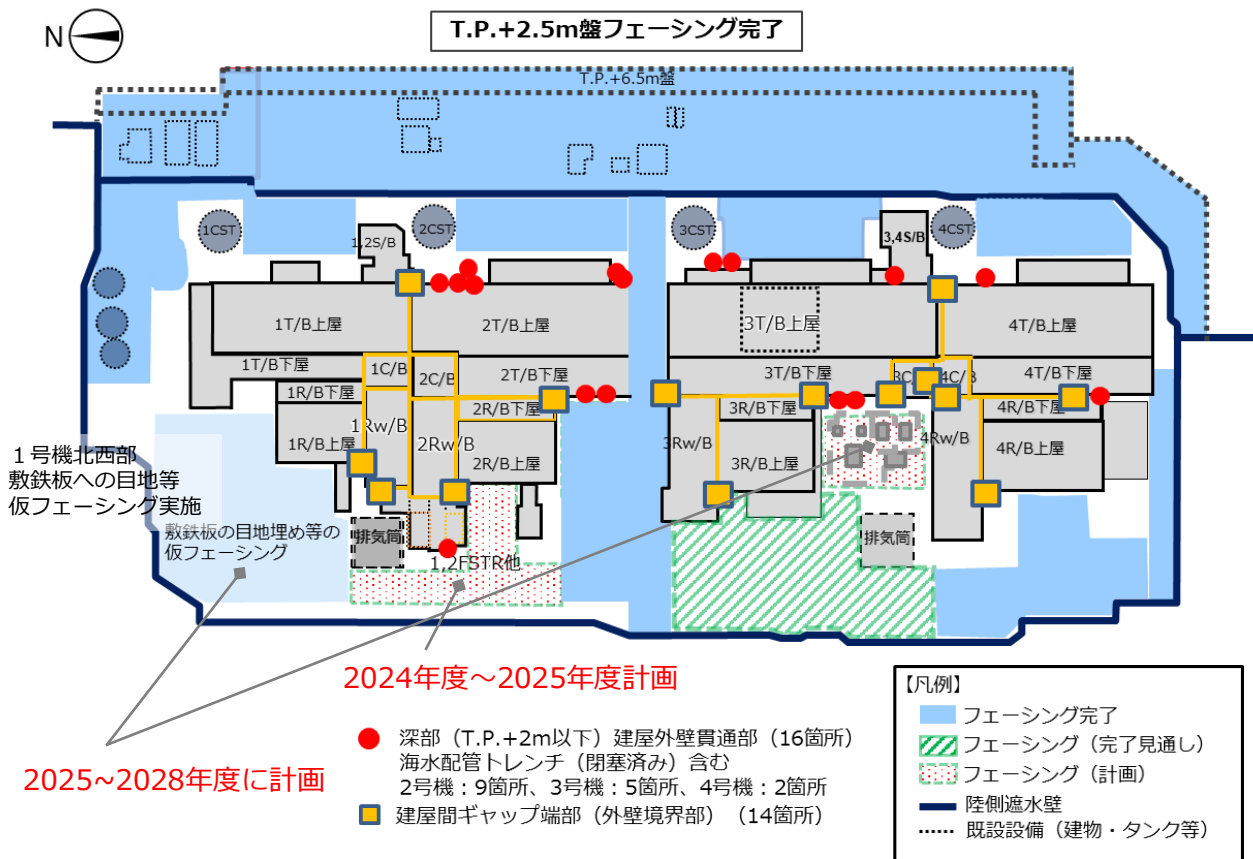 N
T.P.+2.5m盤フェーシング完了
T.P.+6.5m盤
1CST
1,2S/B
2CST
3CST
3,4S/B
4CST
1T/B上屋
2T/B上屋
3T/B上屋
4T/B上屋
1T/B下屋
1C/B
2C/B
2T/B下屋
3T/B下屋
3C/B
4C/B
4T/B下屋
1R/B下屋
2R/B下屋
3R/B下屋
4R/B下屋
1Rw/B
2Rw/B
3Rw/B
4Rw/B
1R/B上屋
2R/B上屋
3R/B上屋
4R/B上屋
1号機北西部
敷鉄板への目地等
仮フェーシング実施
敷鉄板の目地埋め等の
仮フェーシング
排気筒
1,2FSTR他
排気筒
2024年度~2025年度計画
2025~2028年度に計画
深部(T.P.+2m以下)建屋外壁貫通部(16箇所)
海水配管トレンチ(閉塞済み)含む
2号機:9箇所、3号機:5箇所、4号機:2箇所
建屋間ギャップ端部(外壁境界部)(14箇所)
【凡例】
フェーシング完了
フェーシング(完了見通し)
フェーシング(計画)
陸側遮水壁
既設設備(建物・タンク等)